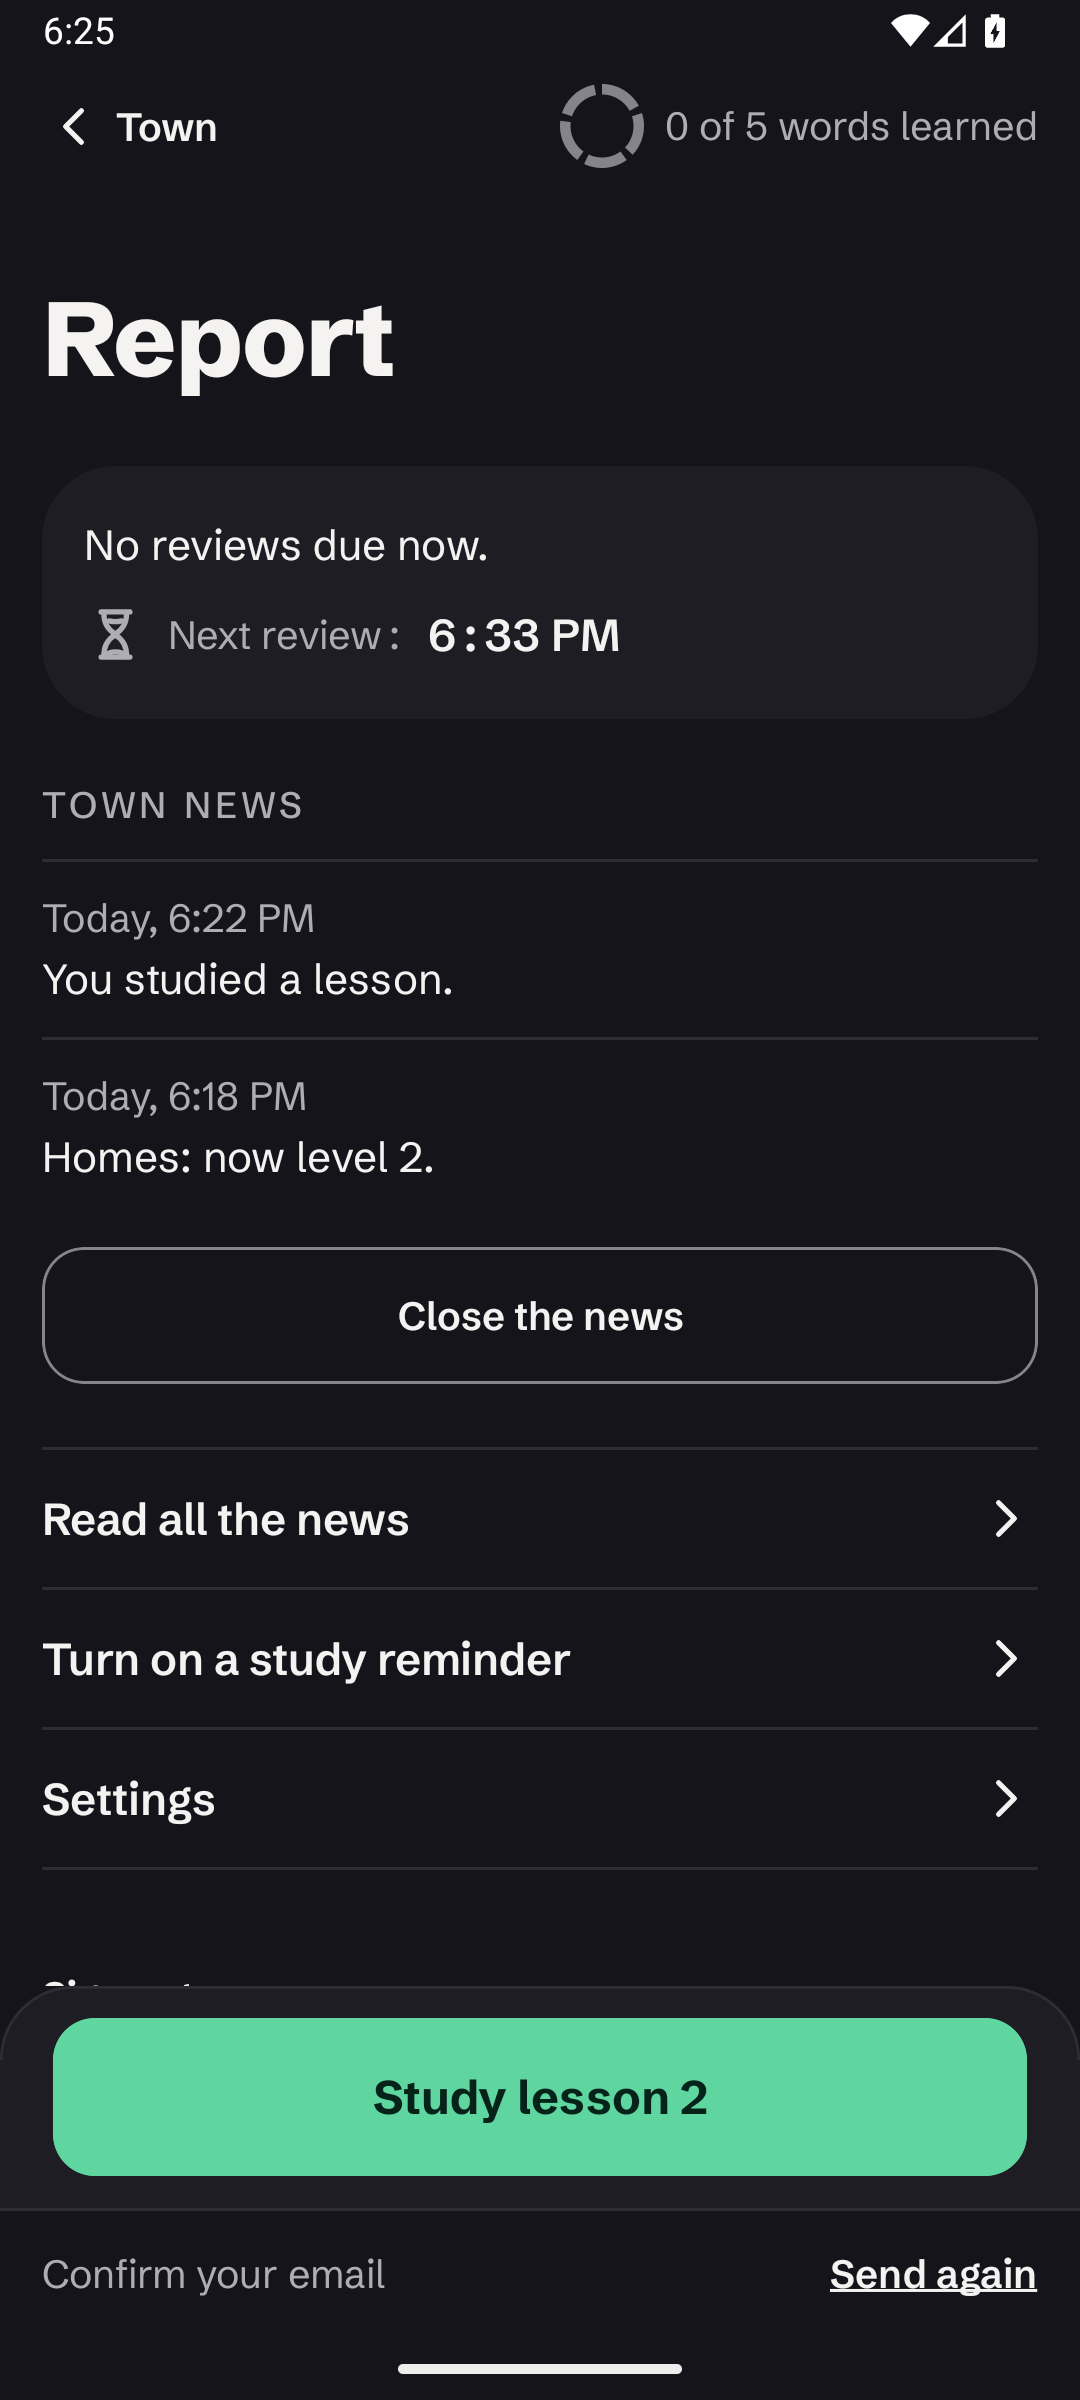 6:25
Town
0 of 5 words learned
Report
No reviews due now.
Next review: 6:33 PM
TOWN NEWS
Today, 6:22 PM
You studied a lesson.
Today, 6:18 PM
Homes: now level 2.
Close the news
Read all the news
Turn on a study reminder
Settings
Study lesson 2
Confirm your email
Send again